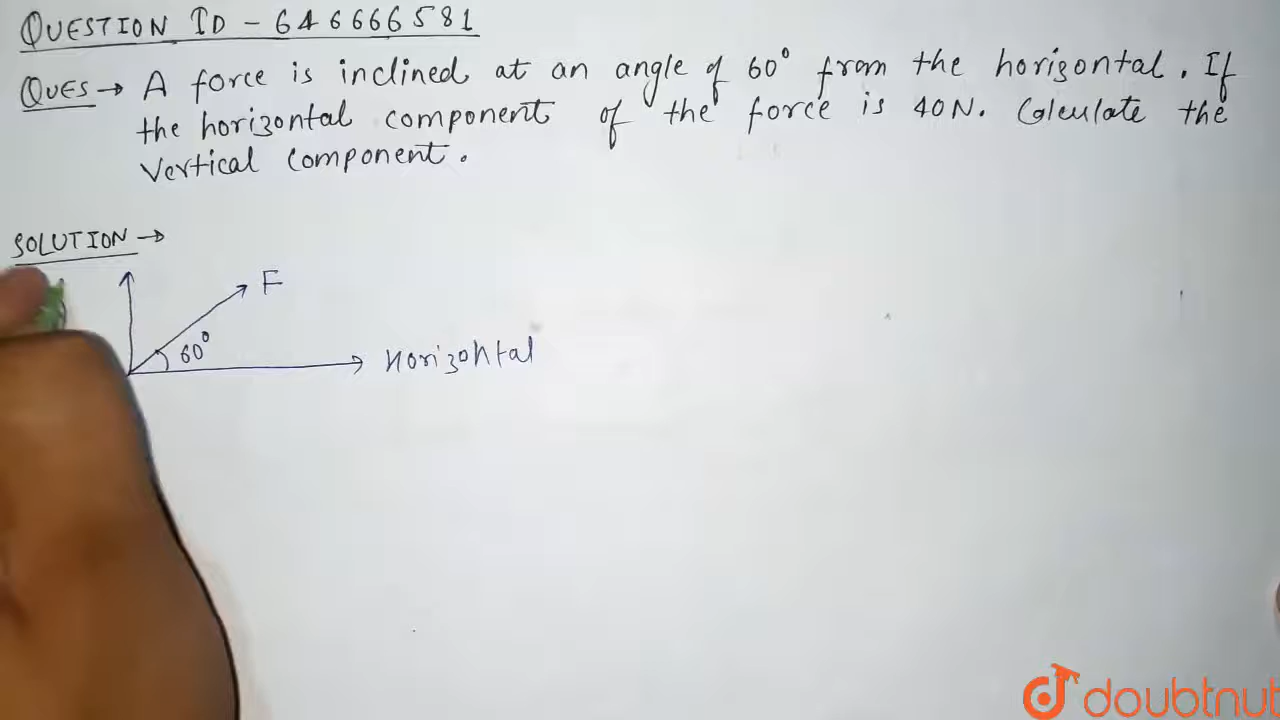 QUESTION ID - 646666581
QUES → A force is inclined at an angle of 60° from the horizontal. If
the horizontal component of the force is 40N. Calculate the
Vertical component.
SOLUTION →
F
60°
Horizontal
doubtnut